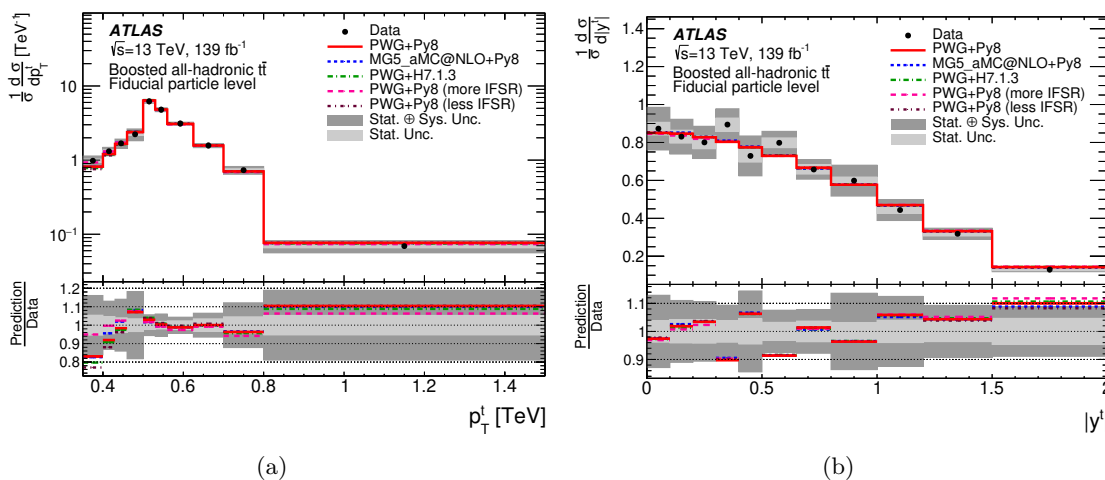 ATLAS
√s=13 TeV, 139 fb⁻¹
Boosted all-hadronic tt̄
Fiducial particle level
Data
PWG+Py8
MG5_aMC@NLO+Py8
PWG+H7.1.3
PWG+Py8 (more IFSR)
PWG+Py8 (less IFSR)
Stat. ⊕ Sys. Unc.
Stat. Unc.
1/σ d σ/dp_T^t [TeV⁻¹]
10
1
10⁻¹
Prediction/Data
1.2
1.1
1.0
0.9
0.8
0.4 0.6 0.8 1 1.2 1.4
p_T^t [TeV]
(a)
ATLAS
√s=13 TeV, 139 fb⁻¹
Boosted all-hadronic tt̄
Fiducial particle level
Data
PWG+Py8
MG5_aMC@NLO+Py8
PWG+H7.1.3
PWG+Py8 (more IFSR)
PWG+Py8 (less IFSR)
Stat. ⊕ Sys. Unc.
Stat. Unc.
1/σ d σ/d|y^t|
1.4
1.2
1.0
0.8
0.6
0.4
0.2
Prediction/Data
1.1
1
0.9
0 0.5 1 1.5 2
|y^t
(b)